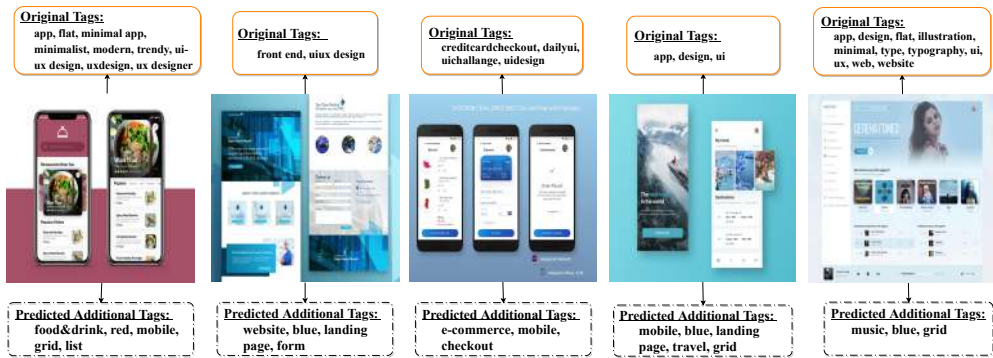 Original Tags:
app, flat, minimal app,
minimalist, modern, trendy, ui-
ux design, uxdesign, ux designer
Original Tags:
front end, uiux design
Original Tags:
creditcardcheckout, dailyui,
uichallange, uidesign
Original Tags:
app, design, ui
Original Tags:
app, design, flat, illustration,
minimal, type, typography, ui,
ux, web, website
СЕЛЕНА ГОМЕС
Predicted Additional Tags:
food&drink, red, mobile,
grid, list
Predicted Additional Tags:
website, blue, landing
page, form
Predicted Additional Tags:
e-commerce, mobile,
checkout
Predicted Additional Tags:
mobile, blue, landing
page, travel, grid
Predicted Additional Tags:
music, blue, grid